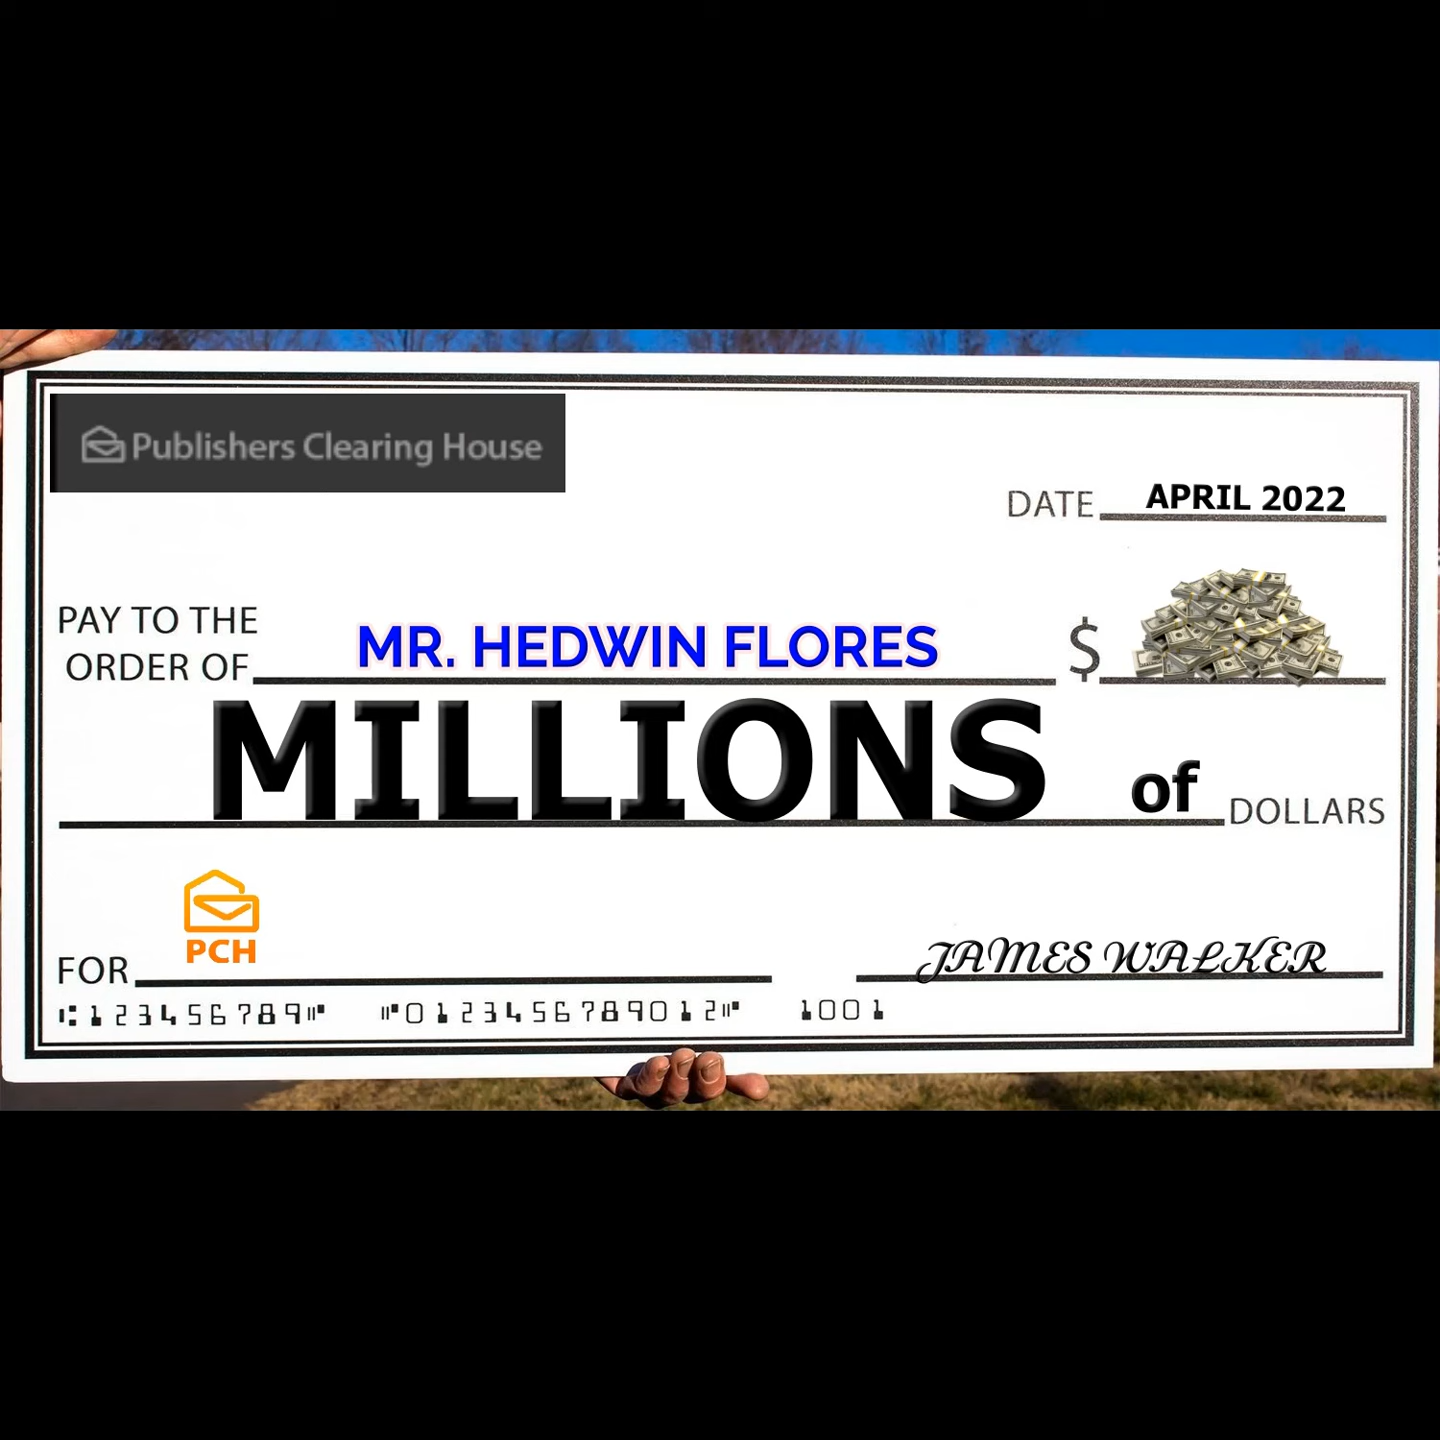 Publishers Clearing House
DATE APRIL 2022
PAY TO THE
ORDER OF MR. HEDWIN FLORES $
MILLIONS of DOLLARS
PCH
FOR JAMES WALKER
⑆123456789⑈ ⑈0123456789012⑈ 1001